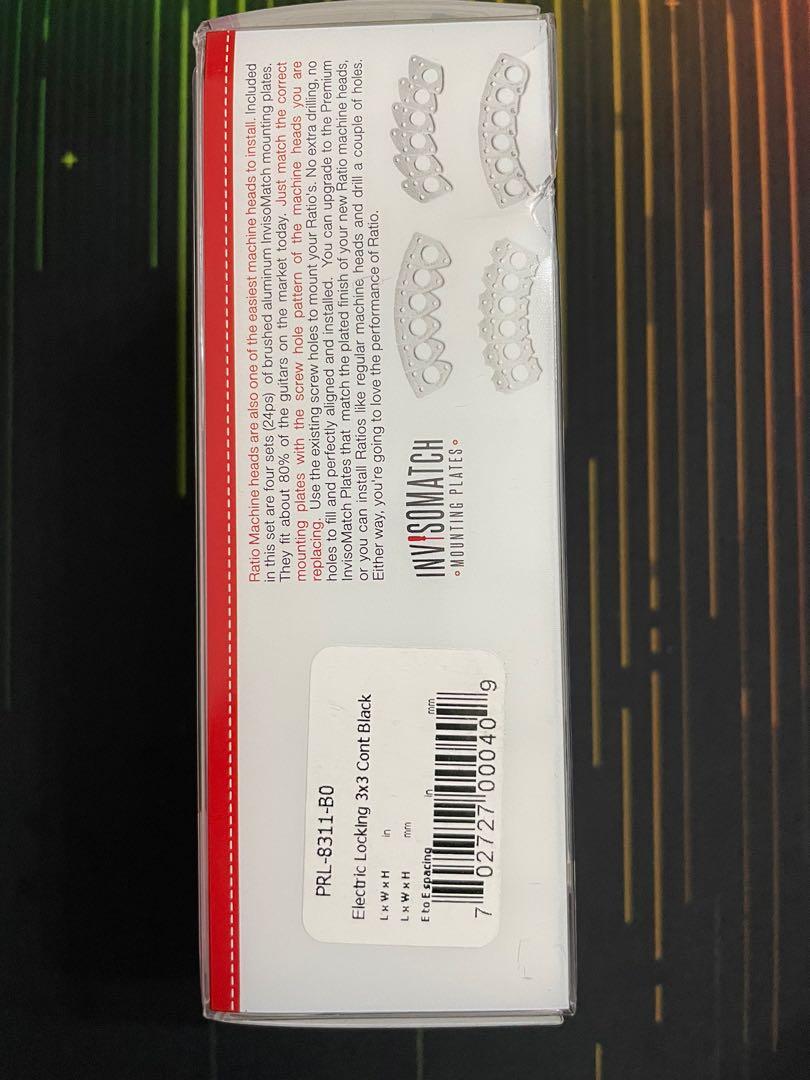 Ratio Machine heads are also one of the easiest machine heads to install. Included
in this set are four sets (24ps) of brushed aluminum InvisoMatch mounting plates.
They fit about 80% of the guitars on the market today. Just match the correct
mounting plates with the screw hole pattern of the machine heads you are
replacing. Use the existing screw holes to mount your Ratio's. No extra drilling, no
holes to fill and perfectly aligned and installed. You can upgrade to the Premium
InvisoMatch Plates that match the plated finish of your new Ratio machine heads,
or you can install Ratios like regular machine heads and drill a couple of holes.
Either way, you're going to love the performance of Ratio.
INVISOMATCH
MOUNTING PLATES
PRL-8311-B0
Electric Locking 3x3 Cont Black
L x W x H in
L x W x H mm
E to E spacing in mm
7 02727 00040 9